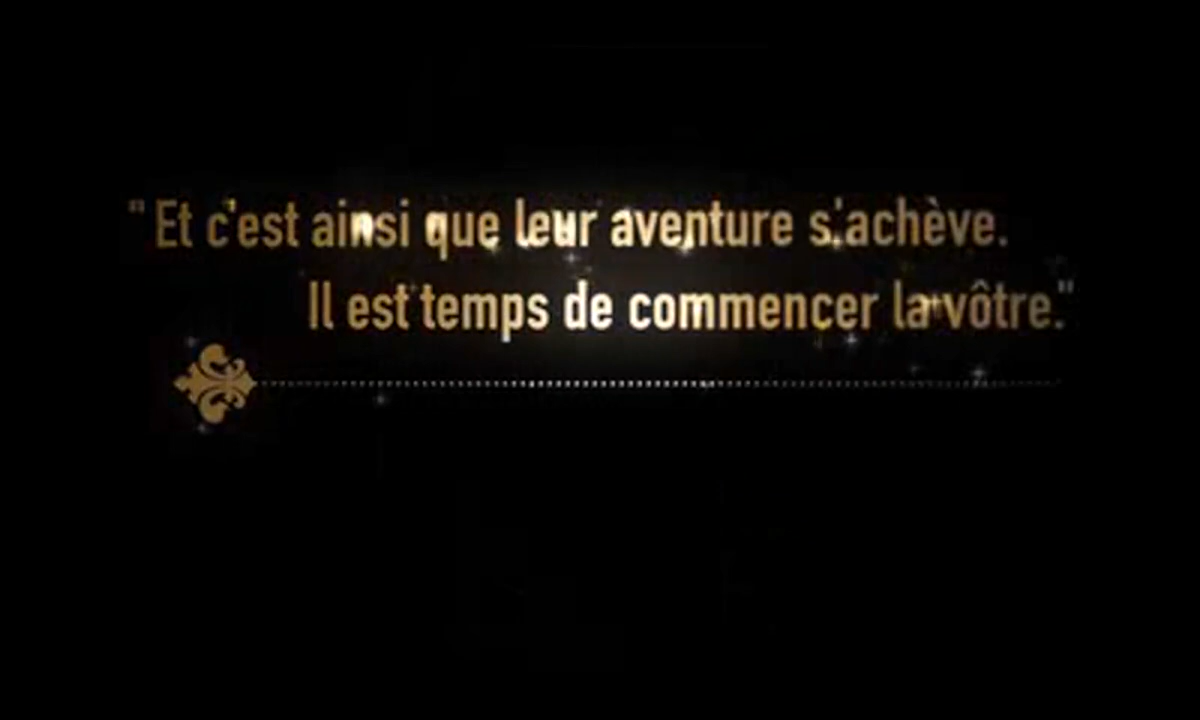 "Et c'est ainsi que leur aventure s'achève.
Il est temps de commencer la vôtre."